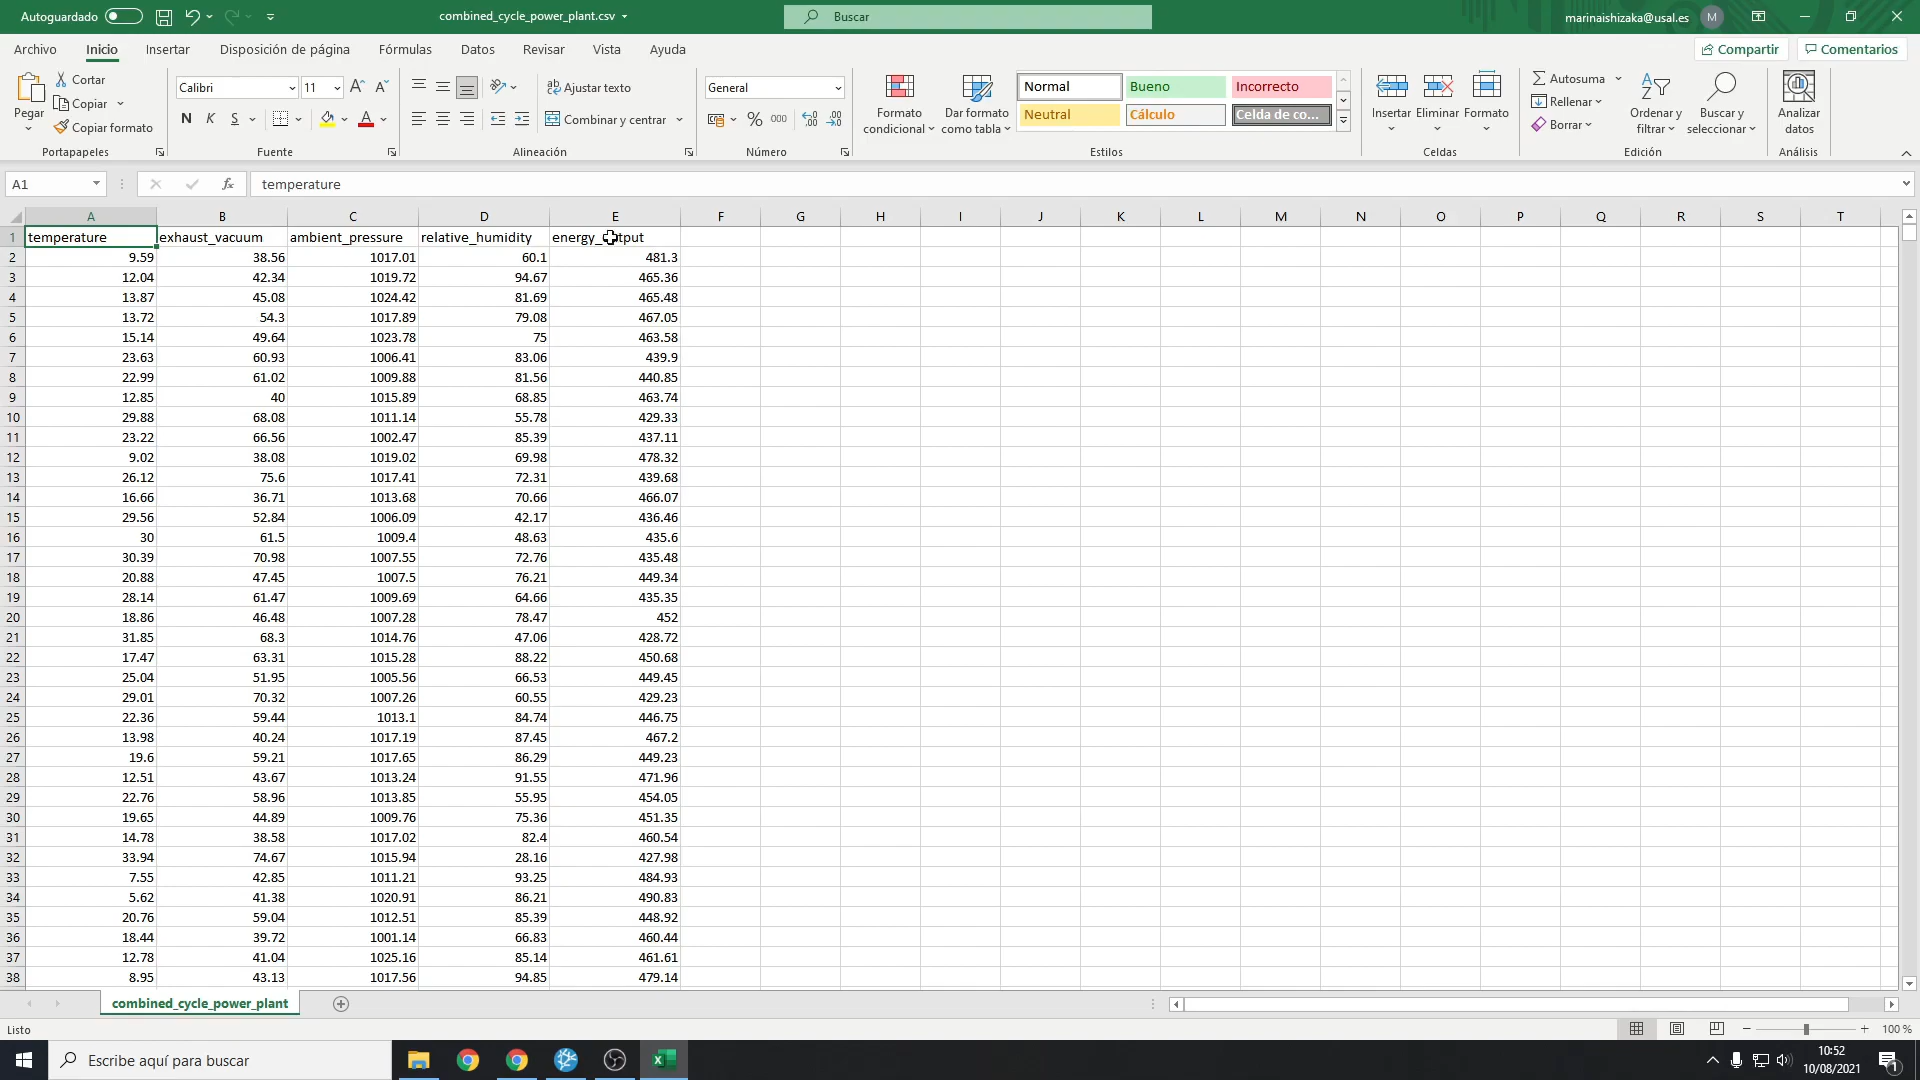 Autoguardado combined_cycle_power_plant.csv Buscar marinaishizaka@usal.es M
Archivo Inicio Insertar Disposición de página Fórmulas Datos Revisar Vista Ayuda Compartir Comentarios
Pegar Cortar Copiar Copiar formato Portapapeles
Calibri 11 A A N K S A Fuente
Ajustar texto Combinar y centrar Alineación
General % 000 Número
Formato condicional Dar formato como tabla Normal Bueno Incorrecto Neutral Cálculo Celda de co... Estilos
Insertar Eliminar Formato Celdas
Autosuma Rellenar Borrar Ordenar y filtrar Buscar y seleccionar Edición
Analizar datos Análisis
A1 fx temperature
A B C D E F G H I J K L M N O P Q R S T
1 temperature exhaust_vacuum ambient_pressure relative_humidity energy_output
2 9.59 38.56 1017.01 60.1 481.3
3 12.04 42.34 1019.72 94.67 465.36
4 13.87 45.08 1024.42 81.69 465.48
5 13.72 54.3 1017.89 79.08 467.05
6 15.14 49.64 1023.78 75 463.58
7 23.63 60.93 1006.41 83.06 439.9
8 22.99 61.02 1009.88 81.56 440.85
9 12.85 40 1015.89 68.85 463.74
10 29.88 68.08 1011.14 55.78 429.33
11 23.22 66.56 1002.47 85.39 437.11
12 9.02 38.08 1019.02 69.98 478.32
13 26.12 75.6 1017.41 72.31 439.68
14 16.66 36.71 1013.68 70.66 466.07
15 29.56 52.84 1006.09 42.17 436.46
16 30 61.5 1009.4 48.63 435.6
17 30.39 70.98 1007.55 72.76 435.48
18 20.88 47.45 1007.5 76.21 449.34
19 28.14 61.47 1009.69 64.66 435.35
20 18.86 46.48 1007.28 78.47 452
21 31.85 68.3 1014.76 47.06 428.72
22 17.47 63.31 1015.28 88.22 450.68
23 25.04 51.95 1005.56 66.53 449.45
24 29.01 70.32 1007.26 60.55 429.23
25 22.36 59.44 1013.1 84.74 446.75
26 13.98 40.24 1017.19 87.45 467.2
27 19.6 59.21 1017.65 86.29 449.23
28 12.51 43.67 1013.24 91.55 471.96
29 22.76 58.96 1013.85 55.95 454.05
30 19.65 44.89 1009.76 75.36 451.35
31 14.78 38.58 1017.02 82.4 460.54
32 33.94 74.67 1015.94 28.16 427.98
33 7.55 42.85 1011.21 93.25 484.93
34 5.62 41.38 1020.91 86.21 490.83
35 20.76 59.04 1012.51 85.39 448.92
36 18.44 39.72 1001.14 66.83 460.44
37 12.78 41.04 1025.16 85.14 461.61
38 8.95 43.13 1017.56 94.85 479.14
combined_cycle_power_plant
Listo 100 %
Escribe aquí para buscar 10:52
10/08/2021 1